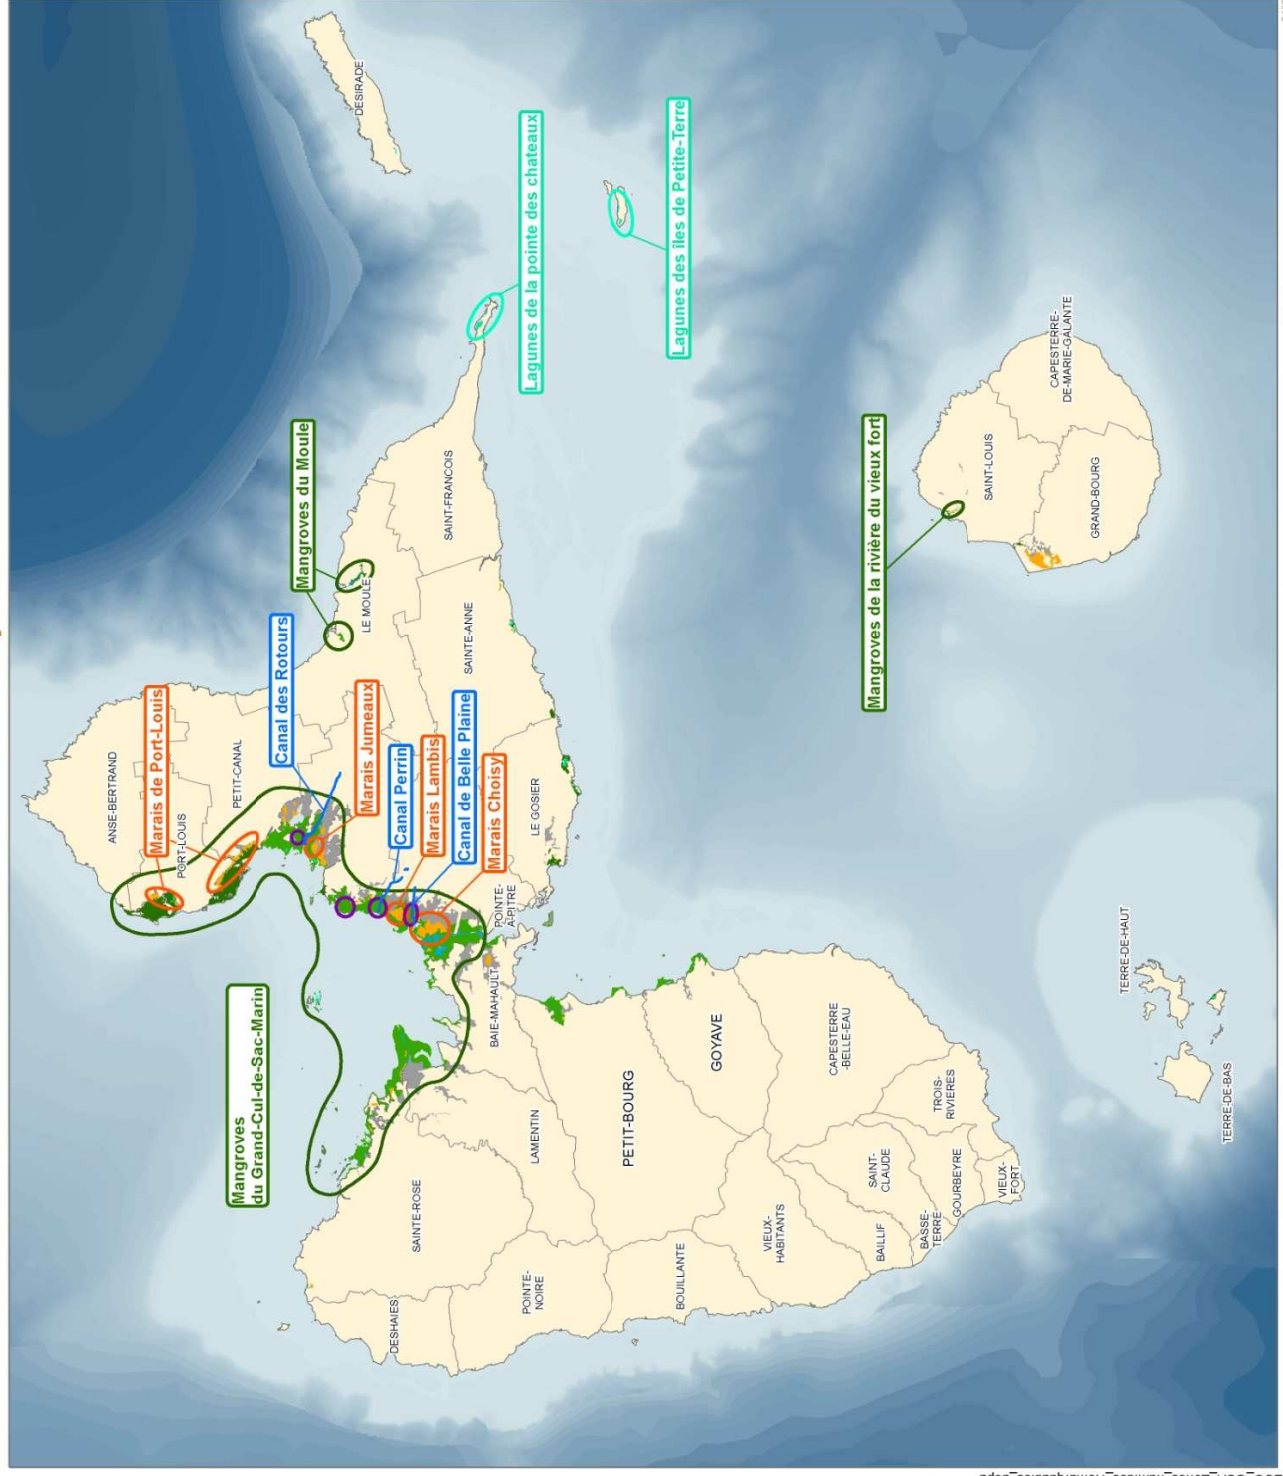 ANSE-BERTRAND
Marais de Port-Louis
PORT-LOUIS
PETIT-CANAL
Mangroves
du Grand-Cul-de-Sac-Marin
Canal des Rotours
Mangroves du Moule
DESIRADE
LE MOULE
Marais Jumeaux
DESHAIES
SAINTE-ROSE
Canal Perrin
Marais Lambis
SAINT-FRANCOIS
Canal de Belle Plaine
SAINTE-ANNE
Marais Choisy
BAIE-MAHAULT
POINTE-
A-PITRE
Lagunes de la pointe des chateaux
POINTE-
NOIRE
LAMENTIN
LE GOSIER
PETIT-BOURG
BOUILLANTE
Lagunes des îles de Petite-Terre
GOYAVE
VIEUX-
HABITANTS
CAPESTERRE
-BELLE-EAU
BAILLIF
SAINT-
CLAUDE
Mangroves de la rivière du vieux fort
BASSE-
TERRE
GOURBEYRE
TROIS-
RIVIERES
VIEUX-
FORT
SAINT-LOUIS
CAPESTERRE-
DE-MARIE-GALANTE
GRAND-BOURG
TERRE-DE-HAUT
TERRE-DE-BAS